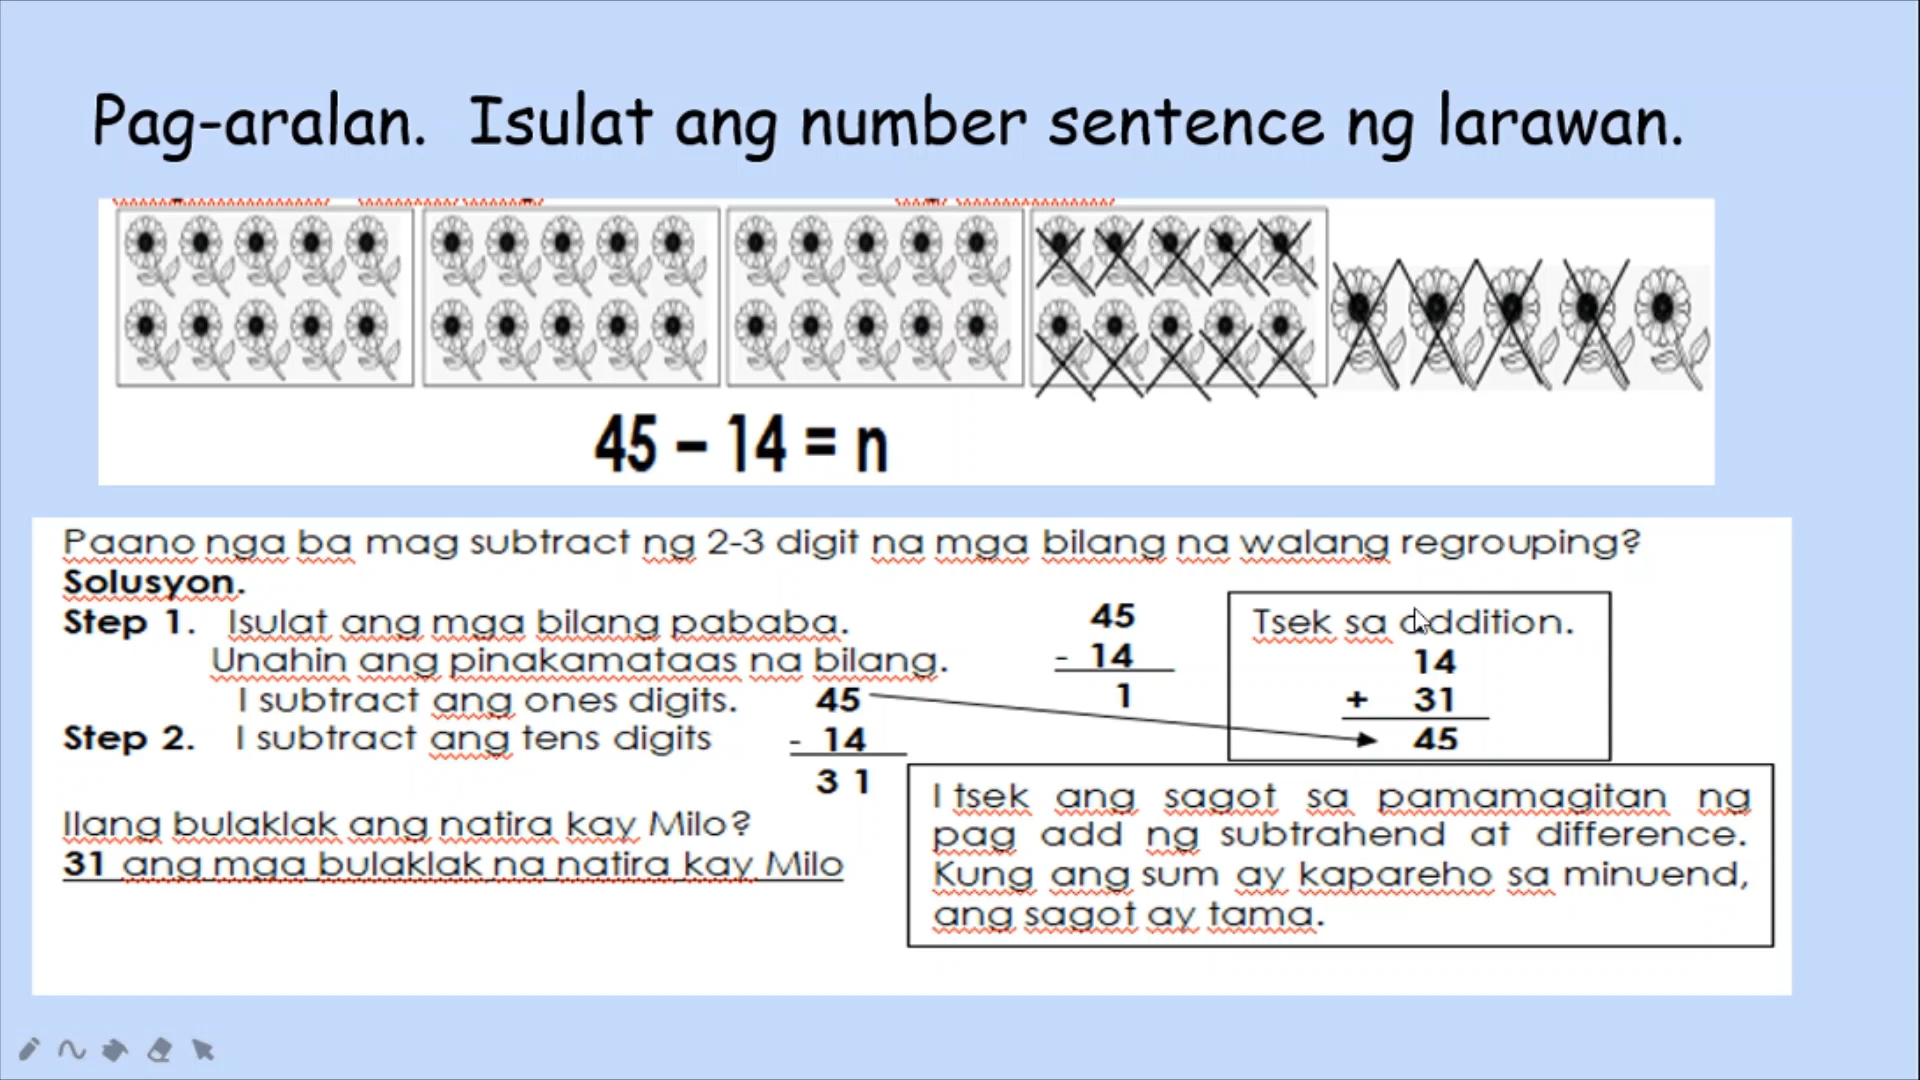 Pag-aralan. Isulat ang number sentence ng larawan.
45 – 14 = n
Paano nga ba mag subtract ng 2-3 digit na mga bilang na walang regrouping?
Solusyon.
Step 1. Isulat ang mga bilang pababa.
Unahin ang pinakamataas na bilang.
I subtract ang ones digits.
45
- 14
1
Step 2. I subtract ang tens digits
45
- 14
3 1
Tsek sa addition.
14
+ 31
45
Ilang bulaklak ang natira kay Milo?
31 ang mga bulaklak na natira kay Milo
I tsek ang sagot sa pamamagitan ng
pag add ng subtrahend at difference.
Kung ang sum ay kapareho sa minuend,
ang sagot ay tama.